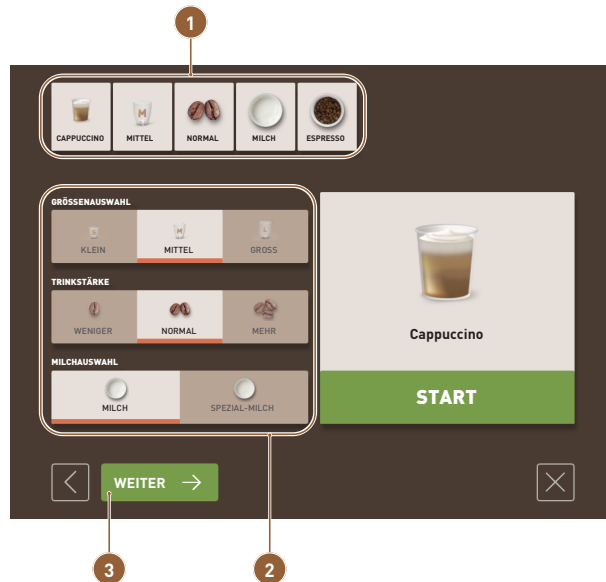 1
M
CAPPUCCINO MITTEL NORMAL MILCH ESPRESSO
GRÖSSENAUSWAHL
S M L
KLEIN MITTEL GROSS
TRINKSTÄRKE
WENIGER NORMAL MEHR
Cappuccino
MILCHAUSWAHL
MILCH SPEZIAL-MILCH
START
WEITER
3 2